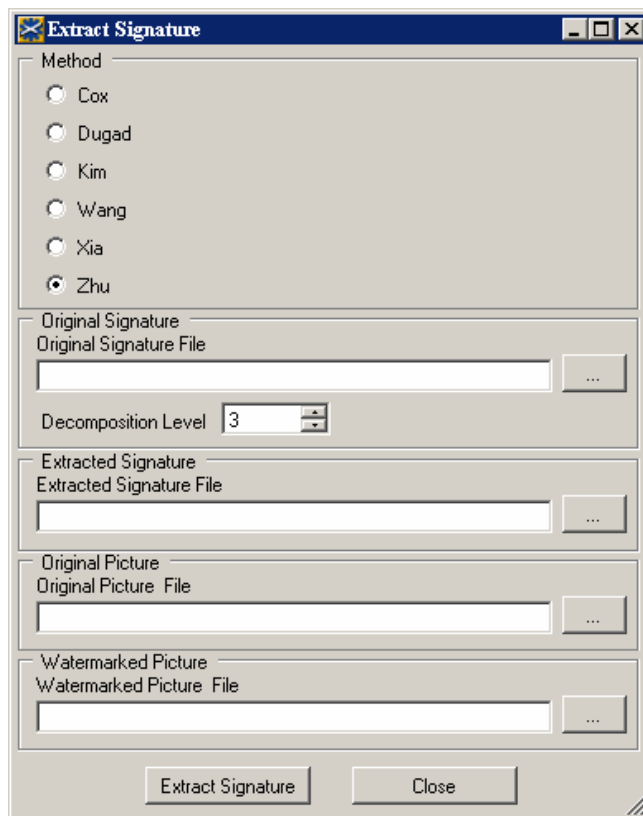 Extract Signature
Method
Cox
Dugad
Kim
Wang
Xia
Zhu
Original Signature
Original Signature File
...
Decomposition Level 3
Extracted Signature
Extracted Signature File
...
Original Picture
Original Picture File
...
Watermarked Picture
Watermarked Picture File
...
Extract Signature Close